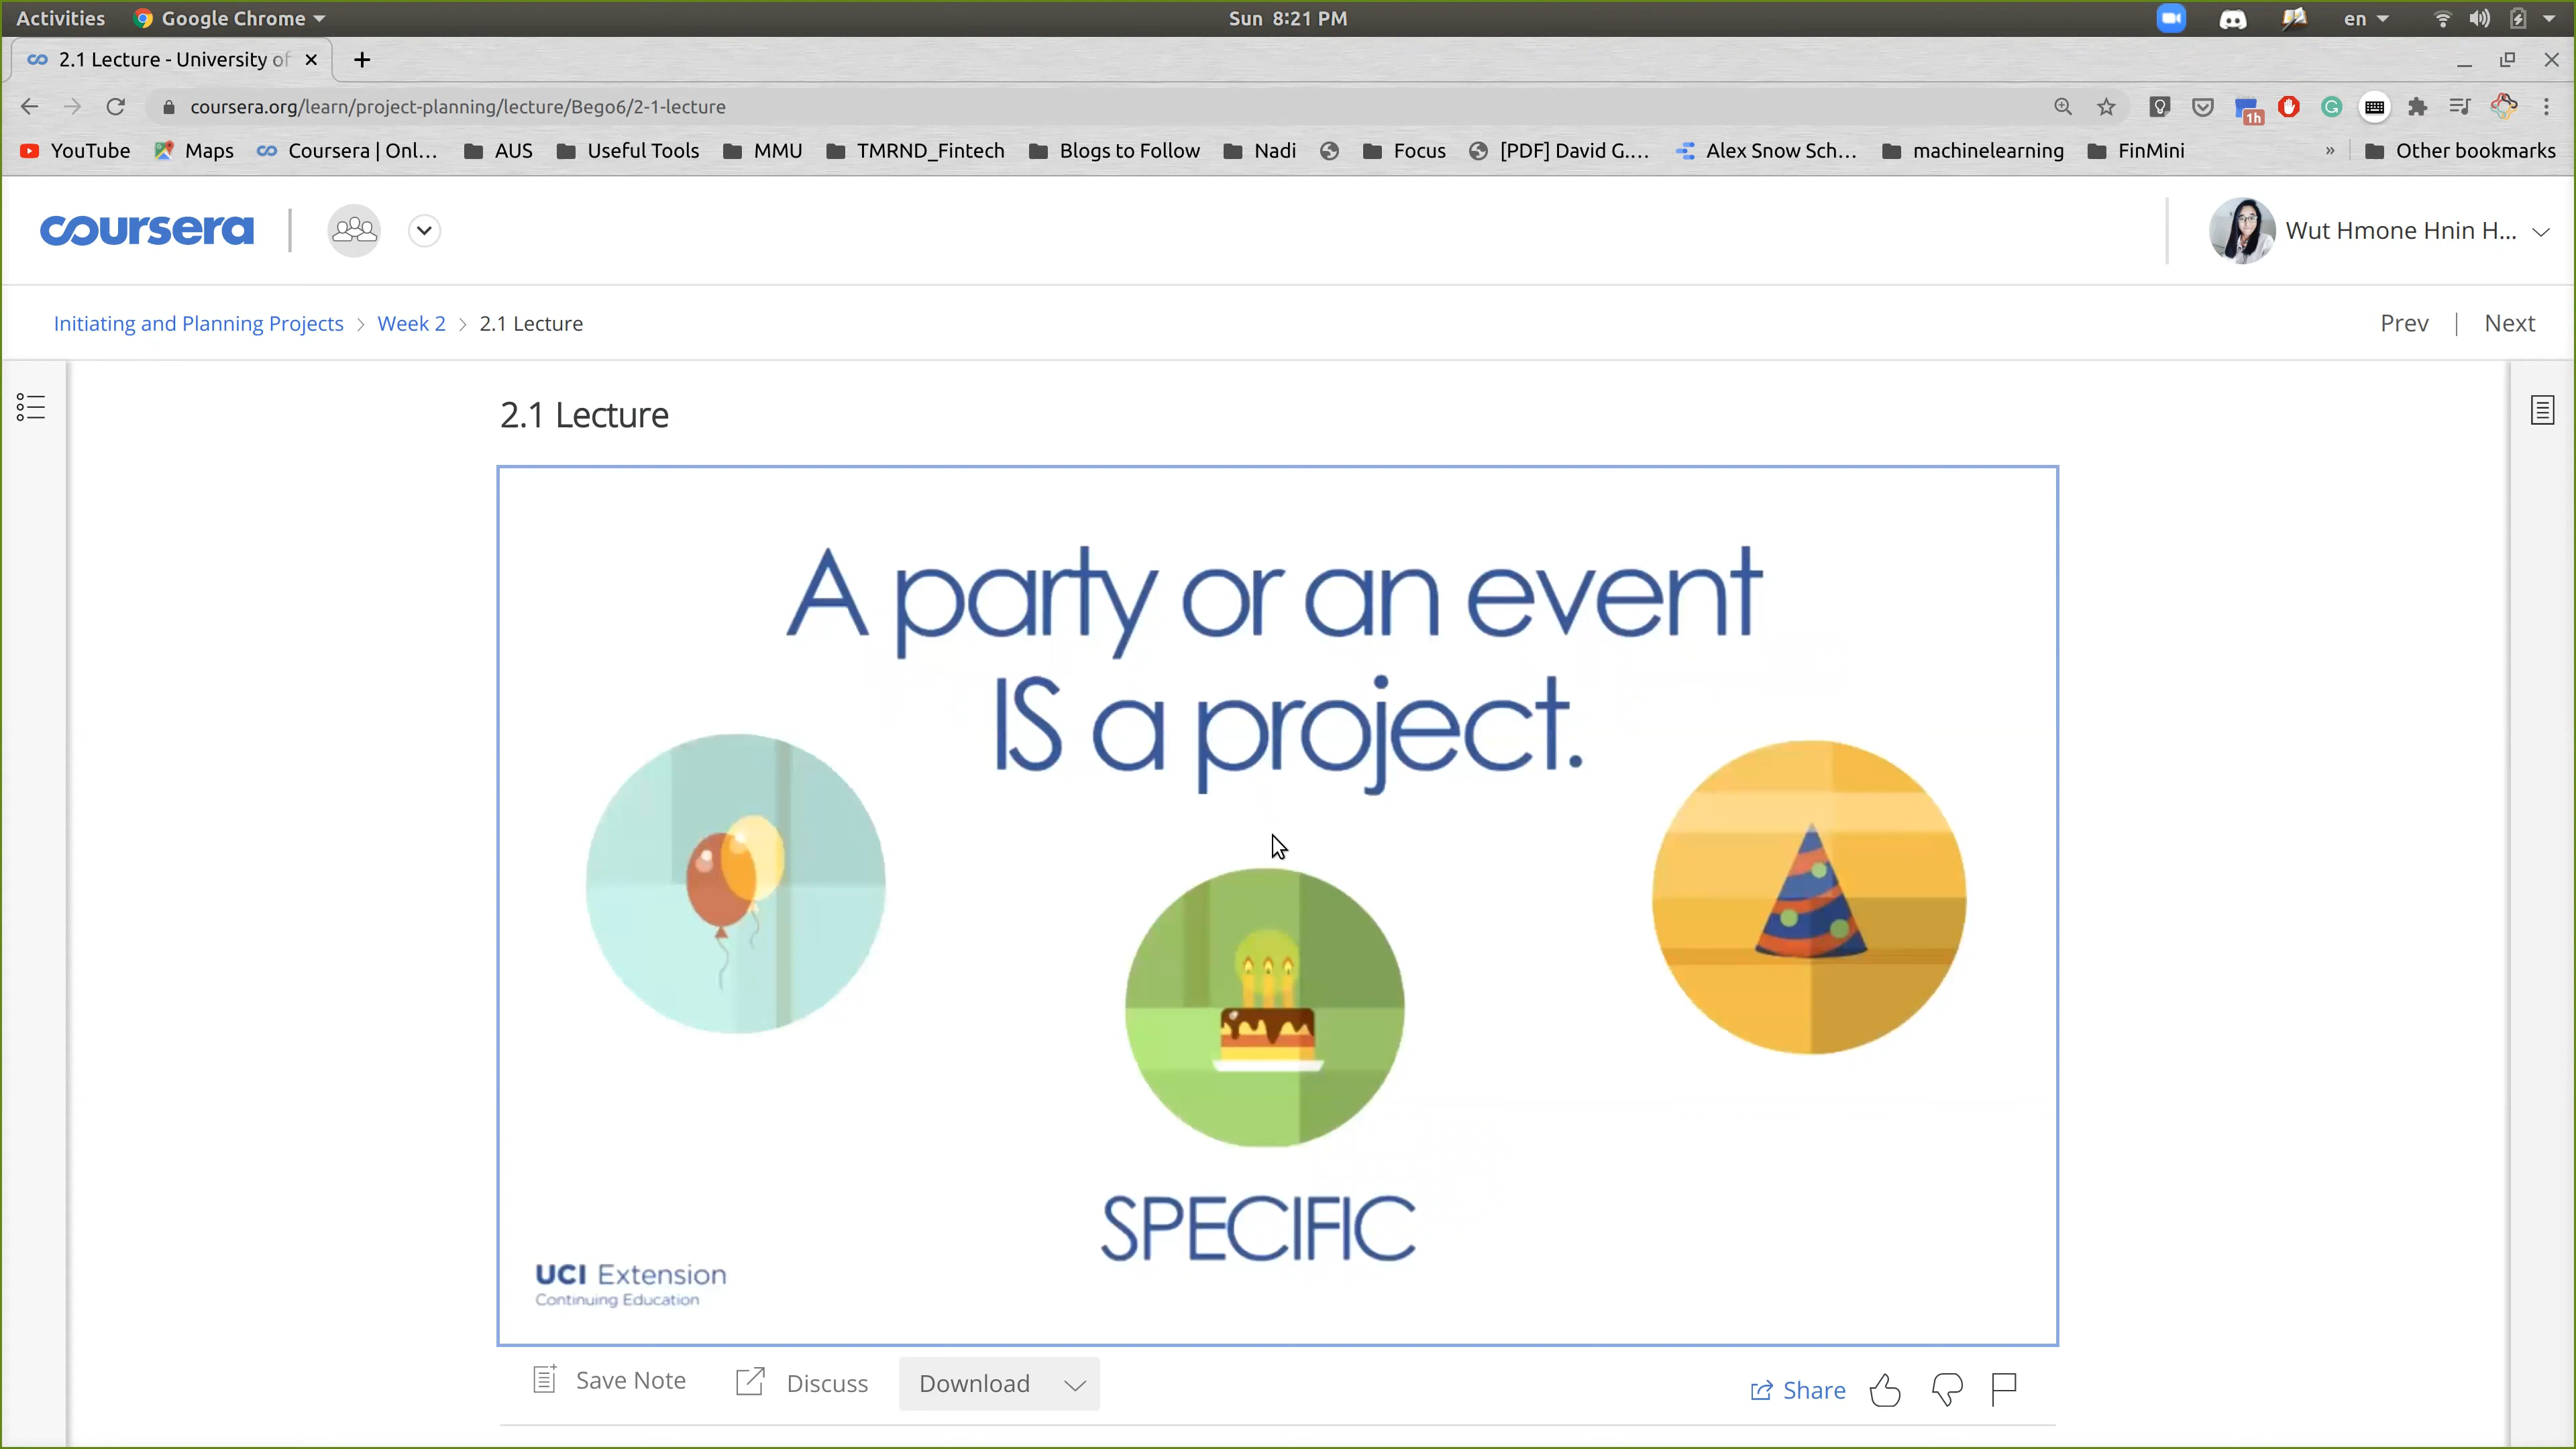 Activities Google Chrome Sun 8:21 PM en
2.1 Lecture - University of
coursera.org/learn/project-planning/lecture/Bego6/2-1-lecture 1h
YouTube Maps Coursera | Onl... AUS Useful Tools MMU TMRND_Fintech Blogs to Follow Nadi Focus [PDF] David G.... Alex Snow Sch... machinelearning FinMini » Other bookmarks
coursera Wut Hmone Hnin H...
Initiating and Planning Projects > Week 2 > 2.1 Lecture Prev | Next
2.1 Lecture
A party or an event
IS a project.
SPECIFIC
UCI Extension
Continuing Education
Save Note Discuss Download Share